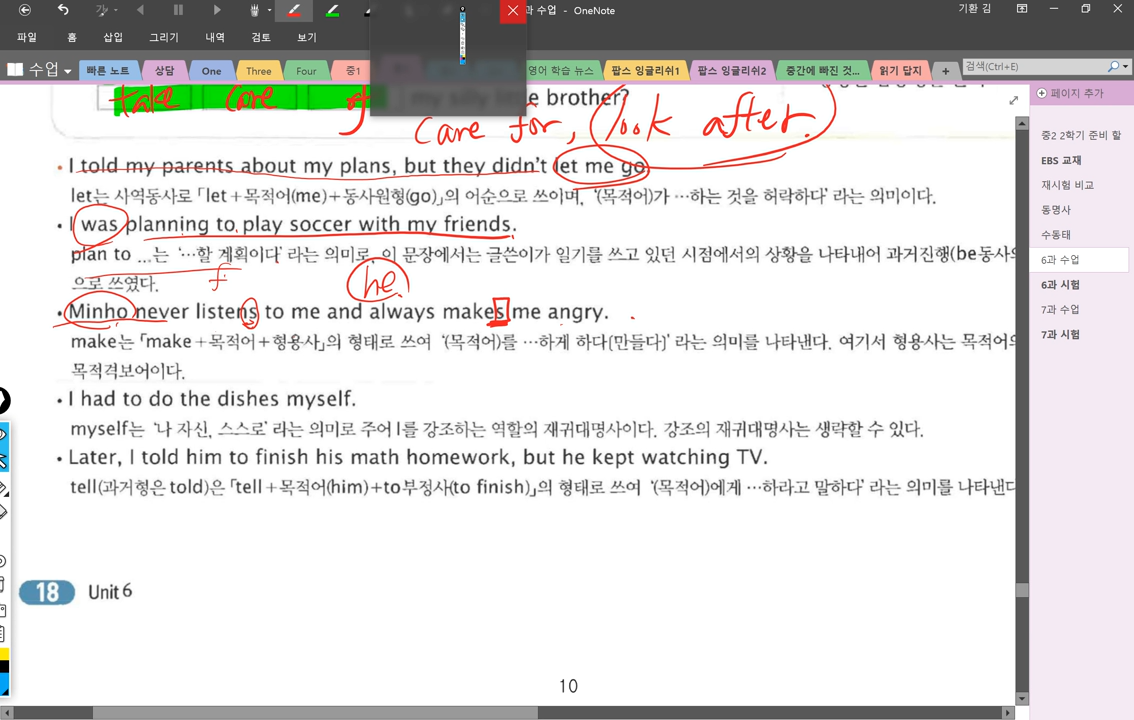 과 수업 - OneNote
기환 김
파일 홈 삽입 그리기 내역 검토 보기
수업 빠른 노트 상담 One Three Four 중1 영어 학습 뉴스 팝스 잉글리쉬1 팝스 잉글리쉬2 중간에 빠진 것... 읽기 답지 + 검색(Ctrl+E)
take care of my silly little brother?
care for, look after.
• I told my parents about my plans, but they didn't let me go.
let는 사역동사로 「let+목적어(me)+동사원형(go)」의 어순으로 쓰이며, '(목적어)가 …하는 것을 허락하다' 라는 의미이다.
• I was planning to play soccer with my friends.
plan to …는 '…할 계획이다' 라는 의미로, 이 문장에서는 글쓴이가 일기를 쓰고 있던 시점에서의 상황을 나타내어 과거진행(be동사의
으로 쓰였다.
he.
• Minho never listens to me and always makes me angry.
make는 「make+목적어+형용사」의 형태로 쓰여 '(목적어)를 …하게 하다(만들다)' 라는 의미를 나타낸다. 여기서 형용사는 목적어의
목적격보어이다.
• I had to do the dishes myself.
myself는 '나 자신, 스스로' 라는 의미로 주어 I를 강조하는 역할의 재귀대명사이다. 강조의 재귀대명사는 생략할 수 있다.
• Later, I told him to finish his math homework, but he kept watching TV.
tell(과거형은 told)은 「tell+목적어(him)+to부정사(to finish)」의 형태로 쓰여 '(목적어)에게 …하라고 말하다' 라는 의미를 나타낸다
18 Unit 6
10
페이지 추가
중2 2학기 준비 할
EBS 교재
재시험 비교
동명사
수동태
6과 수업
6과 시험
7과 수업
7과 시험